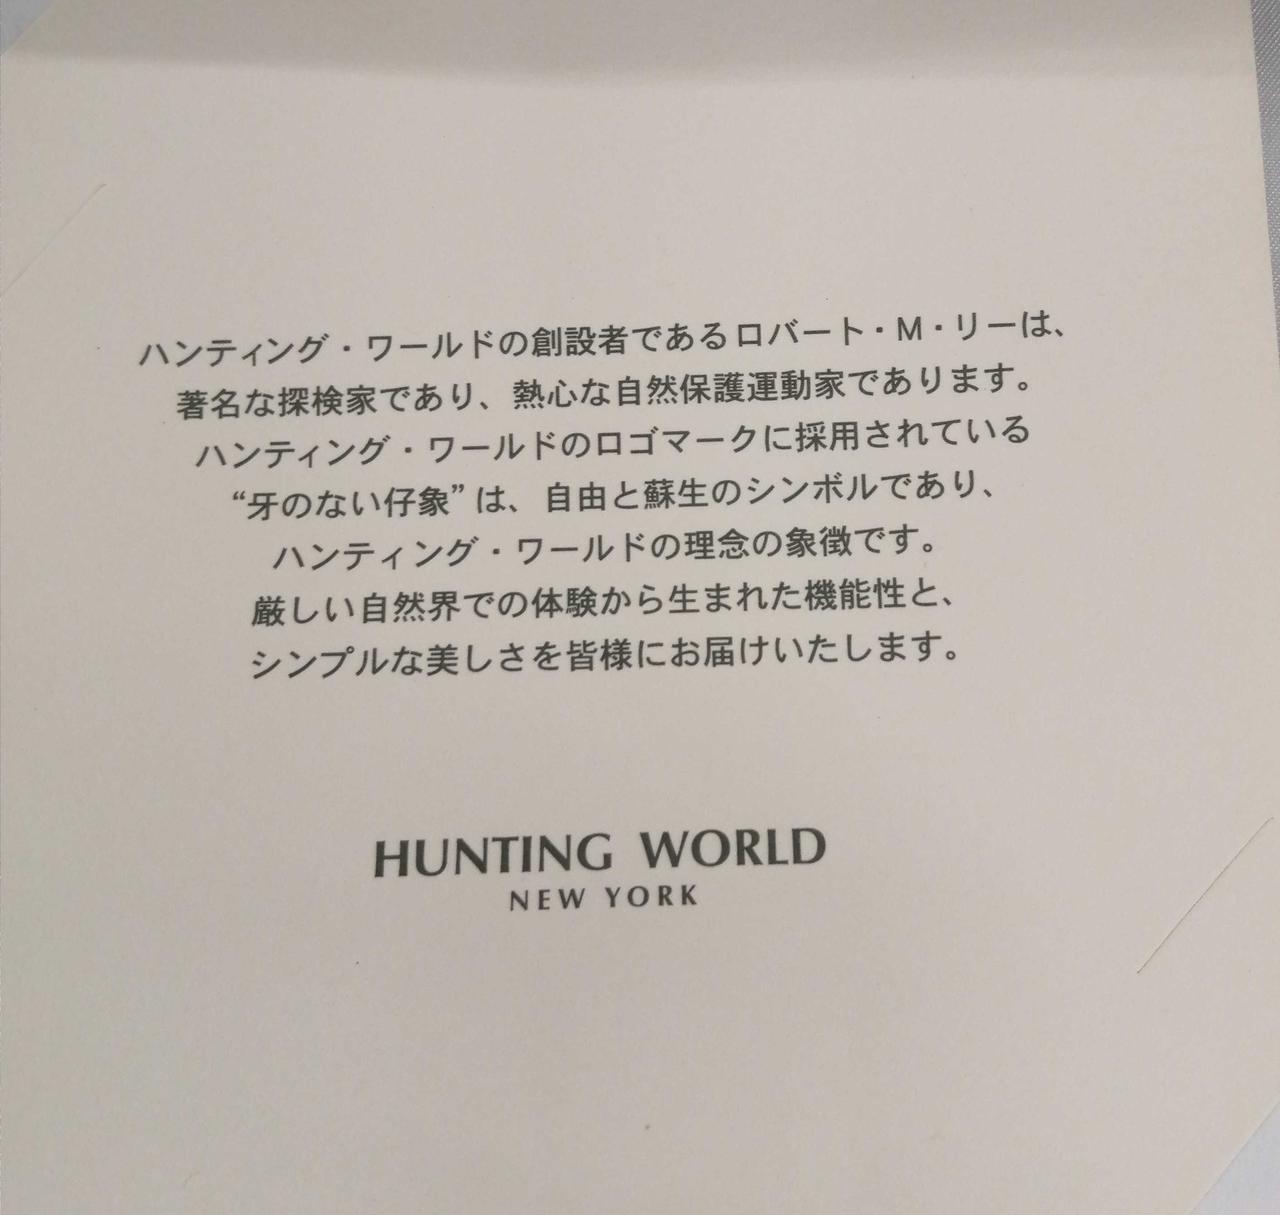 ハンティング・ワールドの創設者であるロバート・M・リーは、
著名な探検家であり、熱心な自然保護運動家であります。
ハンティング・ワールドのロゴマークに採用されている
“牙のない仔象”は、自由と蘇生のシンボルであり、
ハンティング・ワールドの理念の象徴です。
厳しい自然界での体験から生まれた機能性と、
シンプルな美しさを皆様にお届けいたします。
HUNTING WORLD
NEW YORK